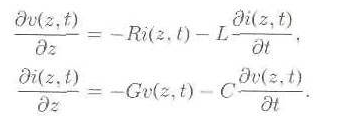 ∂v(z, t)/∂z = −Ri(z, t) − L ∂i(z, t)/∂t,
∂i(z, t)/∂z = −Gv(z, t) − C ∂v(z, t)/∂t.